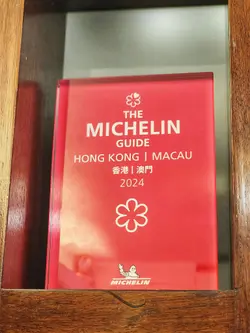 THE
MICHELIN
GUIDE
HONG KONG | MACAU
香港 | 澳門
2024
MICHELIN